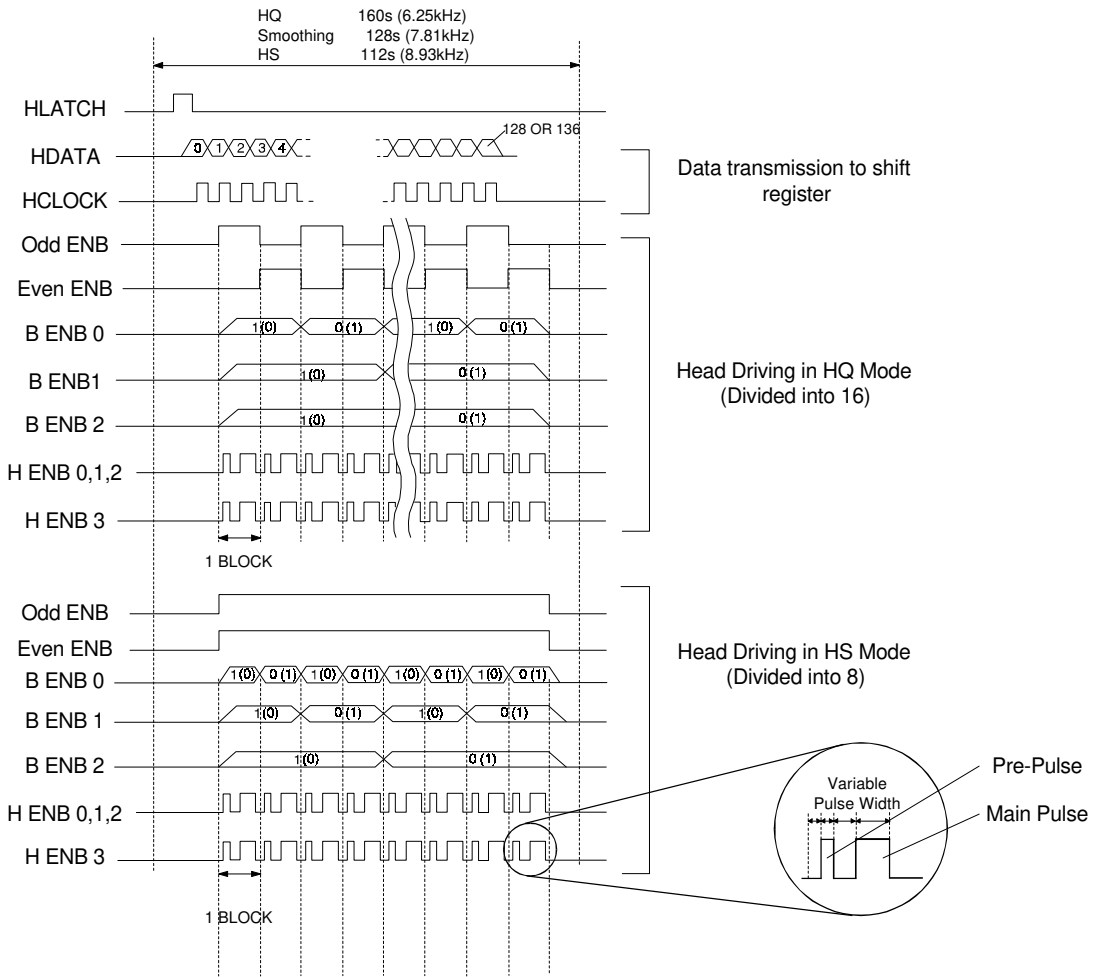 HQ 160s (6.25kHz)
Smoothing 128s (7.81kHz)
HS 112s (8.93kHz)
HLATCH
HDATA 0 1 2 3 4 128 OR 136
HCLOCK
Data transmission to shift
register
Odd ENB
Even ENB
B ENB 0 1(0) 0(1) 1(0) 0(1)
B ENB1 1(0) 0(1)
B ENB 2 1(0) 0(1)
H ENB 0,1,2
H ENB 3
1 BLOCK
Head Driving in HQ Mode
(Divided into 16)
Odd ENB
Even ENB
B ENB 0 1(0) 0(1) 1(0) 0(1) 1(0) 0(1) 1(0) 0(1)
B ENB 1 1(0) 0(1) 1(0) 0(1)
B ENB 2 1(0) 0(1)
H ENB 0,1,2
H ENB 3
1 BLOCK
Head Driving in HS Mode
(Divided into 8)
Variable
Pulse Width
Pre-Pulse
Main Pulse